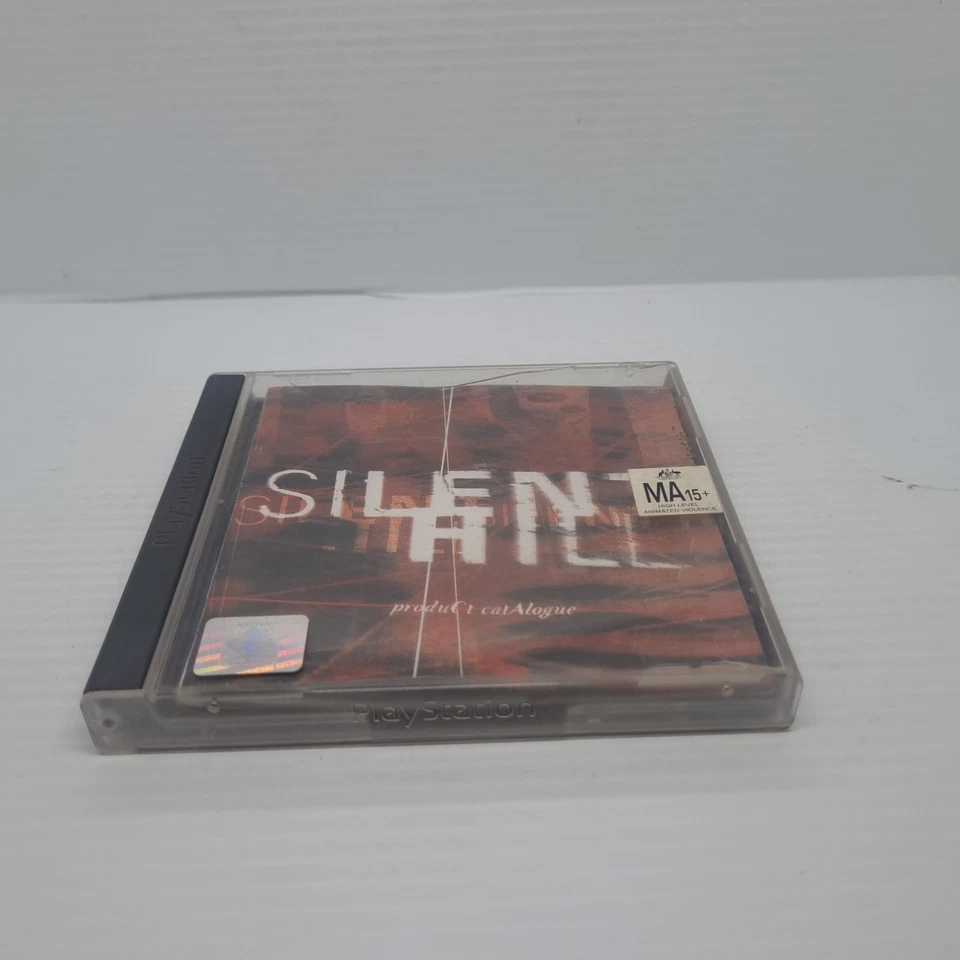 PlayStation
SILENT
HILL
MA15+
HIGH LEVEL
ANIMATED VIOLENCE
produCt catAlogue
PlayStation